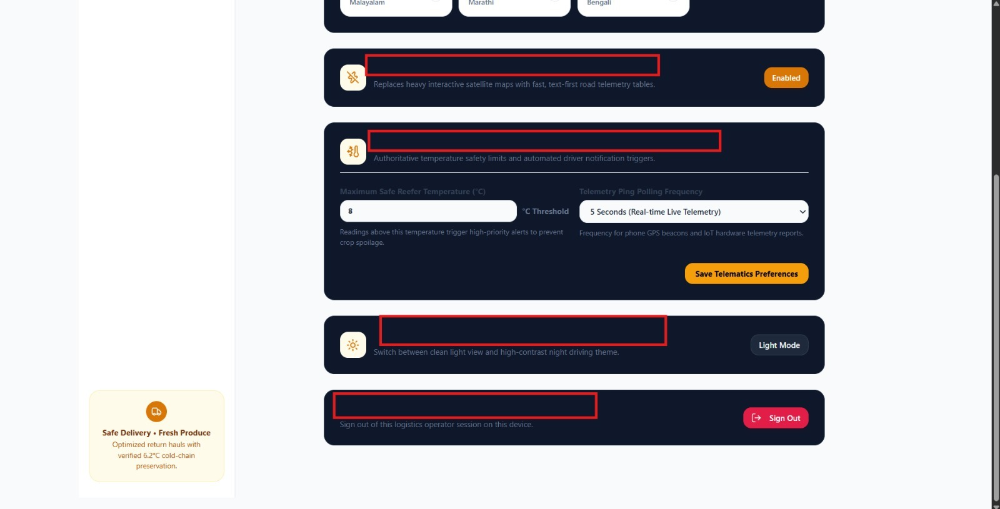 Malayalam
Marathi
Bengali
Replaces heavy interactive satellite maps with fast, text-first road telemetry tables.
Enabled
Authoritative temperature safety limits and automated driver notification triggers.
Maximum Safe Reefer Temperature (°C)
8
°C Threshold
Readings above this temperature trigger high-priority alerts to prevent
crop spoilage.
Telemetry Ping Polling Frequency
5 Seconds (Real-time Live Telemetry)
Frequency for phone GPS beacons and IoT hardware telemetry reports.
Save Telematics Preferences
Switch between clean light view and high-contrast night driving theme.
Light Mode
Sign out of this logistics operator session on this device.
Sign Out
Safe Delivery • Fresh Produce
Optimized return hauls with
verified 6.2°C cold-chain
preservation.